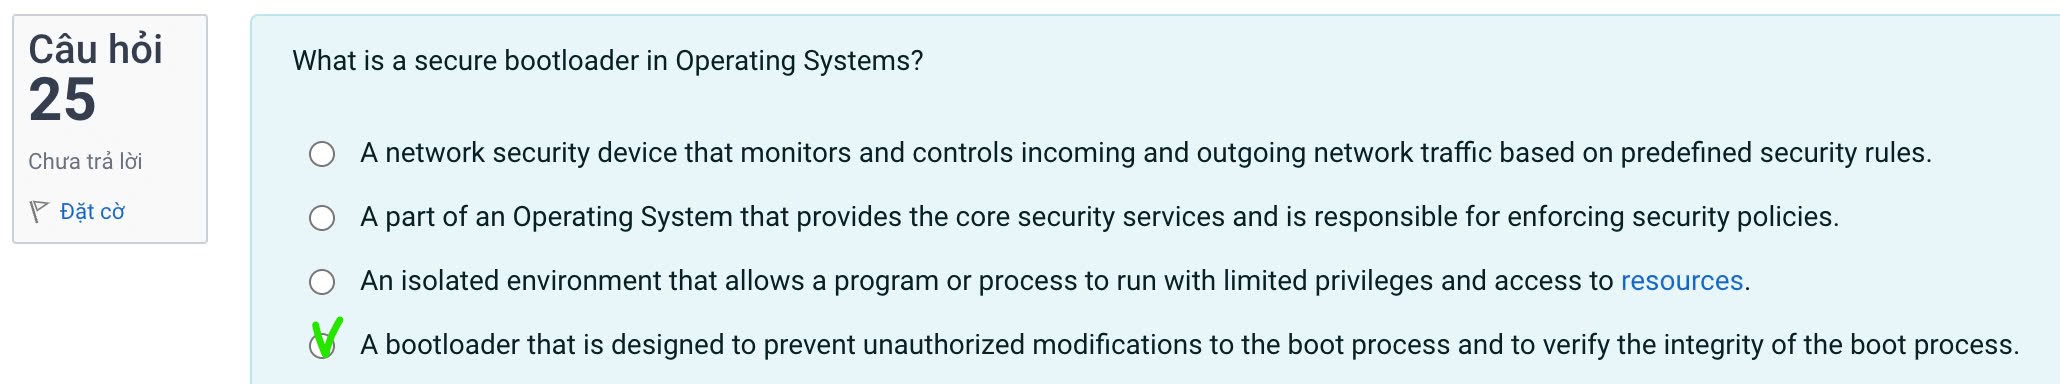 Câu hỏi
25
Chưa trả lời
Đặt cờ
What is a secure bootloader in Operating Systems?
A network security device that monitors and controls incoming and outgoing network traffic based on predefined security rules.
A part of an Operating System that provides the core security services and is responsible for enforcing security policies.
An isolated environment that allows a program or process to run with limited privileges and access to resources.
A bootloader that is designed to prevent unauthorized modifications to the boot process and to verify the integrity of the boot process.